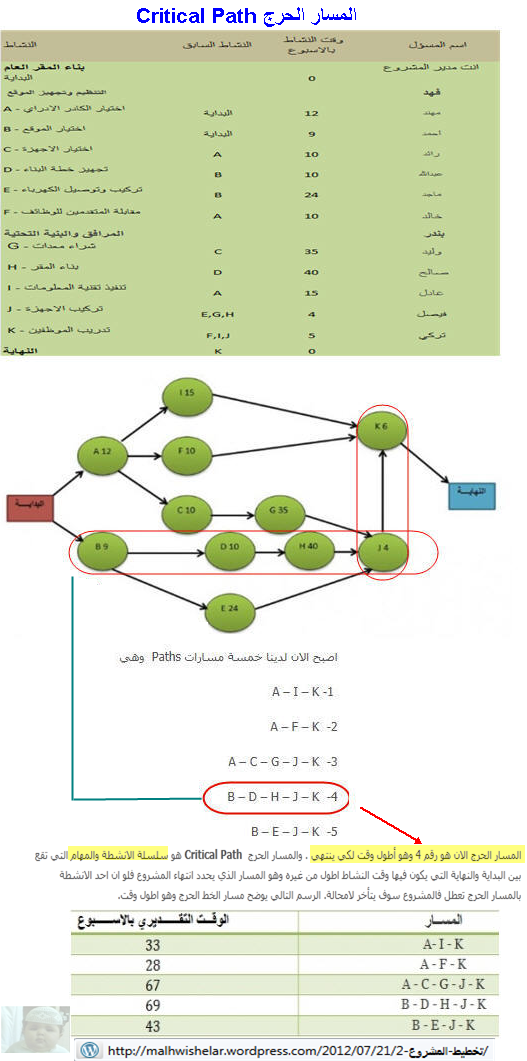 المسار الحرج Critical Path
اسم المسؤل وقت النشاط بالاسبوع النشاط السابق النشاط
انت مدير المشروع بناء المقر العام
0 البداية
فهد التنظيم وتجهيز الموقع
مهند 12 البداية A - اختيار الكادر الاداري
احمد 9 البداية B - اختيار الموقع
رائد 10 A C - اختيار الاجهزة
عبدالله 10 B D - تجهيز خطة البناء
ماجد 24 B E - تركيب وتوصيل الكهرباء
خالد 10 A F - مقابلة المتقدمين للوظائف
بندر المرافق والبنية التحتية
وليد 35 C G - شراء معدات
صالح 40 D H - بناء المقر
عادل 15 A I - تنفيذ تقنية المعلومات
فيصل 4 E,G,H J - تركيب الاجهزة
تركي 5 F,I,J K - تدريب الموظفين
0 K النهاية
I 15
K 6
A 12
F 10
النهاية
البداية
C 10
G 35
B 9
D 10
H 40
J 4
E 24
اصبح الان لدينا خمسة مسارات Paths وهي
A – I – K -1
A – F – K -2
A – C – G – J – K -3
B – D – H – J – K -4
B – E – J – K -5
المسار الحرج الان هو رقم 4 وهو أطول وقت لكي ينتهي . والمسار الحرج Critical Path هو سلسلة الانشطة والمهام التي تقع
بين البداية والنهاية التي يكون فيها وقت النشاط اطول من غيره وهو المسار الذي يحدد انتهاء المشروع فلو ان احد الانشطة
بالمسار الحرج تعطل فالمشروع سوف يتأخر لامحالة. الرسم التالي يوضح مسار الخط الحرج وهو اطول وقت.
المسار الوقت التقديري بالاسبوع
A- I - K 33
A - F - K 28
A - C - G - J - K 67
B - D - H - J - K 69
B - E - J - K 43
http://malhwishelar.wordpress.com/2012/07/21/2-تخطيط-المشروع/